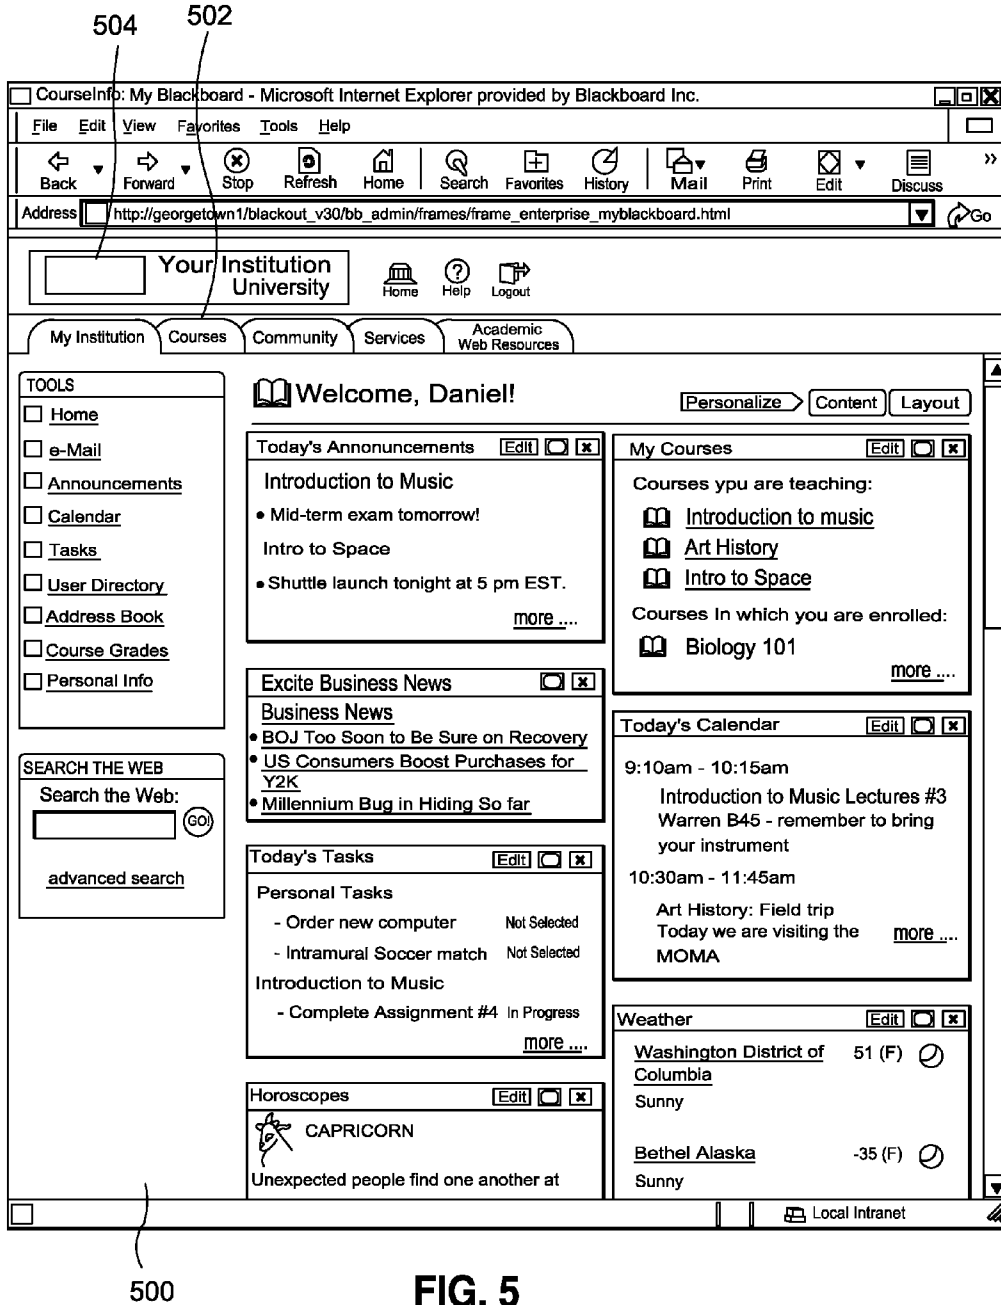 504
502
CourseInfo: My Blackboard - Microsoft Internet Explorer provided by Blackboard Inc.
File Edit View Favorites Tools Help
Back Forward Stop Refresh Home Search Favorites History Mail Print Edit Discuss »
Address http://georgetown1/blackout_v30/bb_admin/frames/frame_enterprise_myblackboard.html Go
Your Institution
University
Home Help Logout
My Institution Courses Community Services Academic
Web Resources
TOOLS
Home
e-Mail
Announcements
Calendar
Tasks
User Directory
Address Book
Course Grades
Personal Info
SEARCH THE WEB
Search the Web:
GO!
advanced search
Welcome, Daniel!
Personalize Content Layout
Today's Annonuncements Edit
Introduction to Music
• Mid-term exam tomorrow!
Intro to Space
• Shuttle launch tonight at 5 pm EST.
more ....
Excite Business News
Business News
• BOJ Too Soon to Be Sure on Recovery
• US Consumers Boost Purchases for
Y2K
• Millennium Bug in Hiding So far
Today's Tasks Edit
Personal Tasks
- Order new computer Not Selected
- Intramural Soccer match Not Selected
Introduction to Music
- Complete Assignment #4 In Progress
more ....
Horoscopes Edit
CAPRICORN
Unexpected people find one another at
My Courses Edit
Courses ypu are teaching:
Introduction to music
Art History
Intro to Space
Courses In which you are enrolled:
Biology 101
more ....
Today's Calendar Edit
9:10am - 10:15am
Introduction to Music Lectures #3
Warren B45 - remember to bring
your instrument
10:30am - 11:45am
Art History: Field trip
Today we are visiting the more ....
MOMA
Weather Edit
Washington District of 51 (F)
Columbia
Sunny
Bethel Alaska -35 (F)
Sunny
Local Intranet
500
FIG. 5